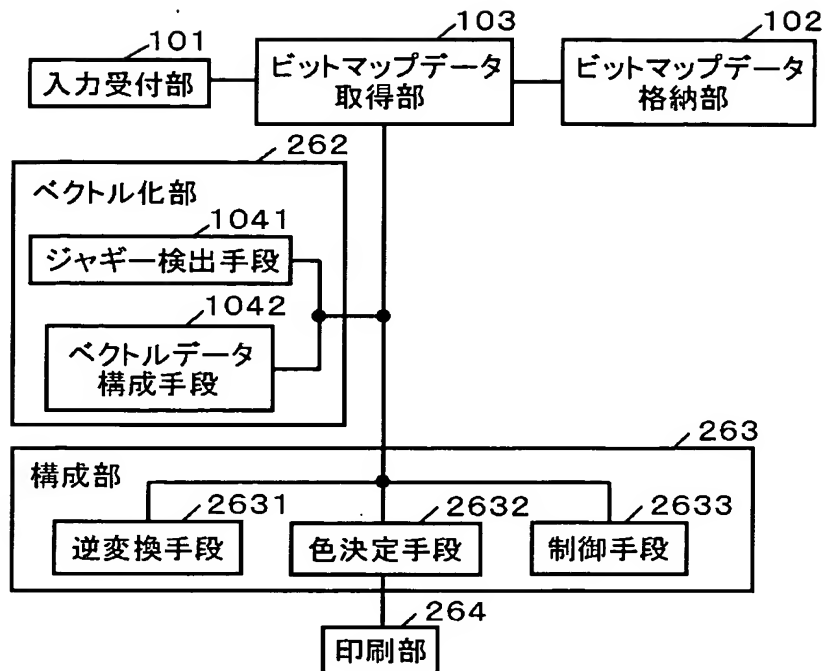 101
入力受付部
103
ビットマップデータ
取得部
102
ビットマップデータ
格納部
262
ベクトル化部
1041
ジャギー検出手段
1042
ベクトルデータ
構成手段
263
構成部
2631
逆変換手段
2632
色決定手段
2633
制御手段
264
印刷部